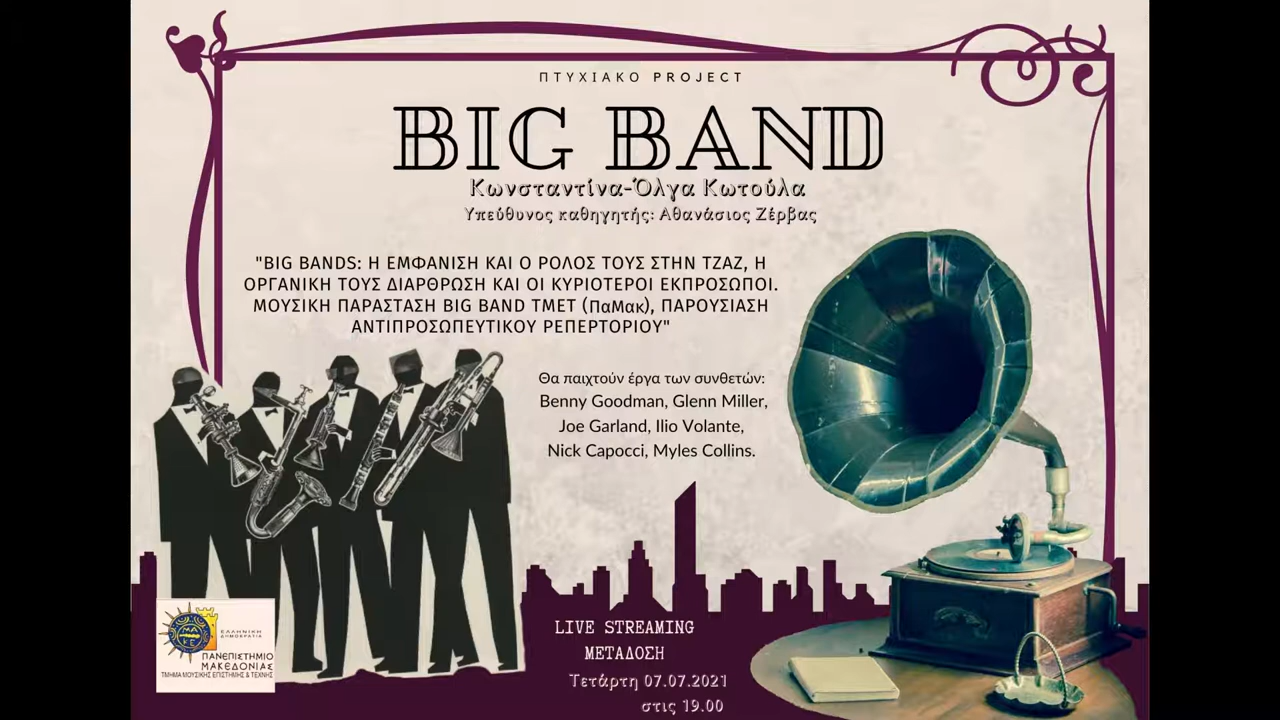 ΠΤΥΧΙΑΚΟ PROJECT
BIG BAND
Κωνσταντίνα-Όλγα Κωτούλα
Υπεύθυνος καθηγητής: Αθανάσιος Ζέρβας
"BIG BANDS: Η ΕΜΦΑΝΙΣΗ ΚΑΙ Ο ΡΟΛΟΣ ΤΟΥΣ ΣΤΗΝ ΤΖΑΖ, Η
ΟΡΓΑΝΙΚΗ ΤΟΥΣ ΔΙΑΡΘΡΩΣΗ ΚΑΙ ΟΙ ΚΥΡΙΟΤΕΡΟΙ ΕΚΠΡΟΣΩΠΟΙ.
ΜΟΥΣΙΚΗ ΠΑΡΑΣΤΑΣΗ BIG BAND ΤΜΕΤ (ΠαΜακ), ΠΑΡΟΥΣΙΑΣΗ
ΑΝΤΙΠΡΟΣΩΠΕΥΤΙΚΟΥ ΡΕΠΕΡΤΟΡΙΟΥ"
Θα παιχτούν έργα των συνθετών:
Benny Goodman, Glenn Miller,
Joe Garland, Ilio Volante,
Nick Capocci, Myles Collins.
LIVE STREAMING
ΜΕΤΑΔΟΣΗ
Τετάρτη 07.07.2021
στις 19.00
ΜΑ
ΚΕ
ΕΛΛΗΝΙΚΗ
ΔΗΜΟΚΡΑΤΙΑ
ΠΑΝΕΠΙΣΤΗΜΙΟ
ΜΑΚΕΔΟΝΙΑΣ
ΤΜΗΜΑ ΜΟΥΣΙΚΗΣ ΕΠΙΣΤΗΜΗΣ & ΤΕΧΝΗΣ